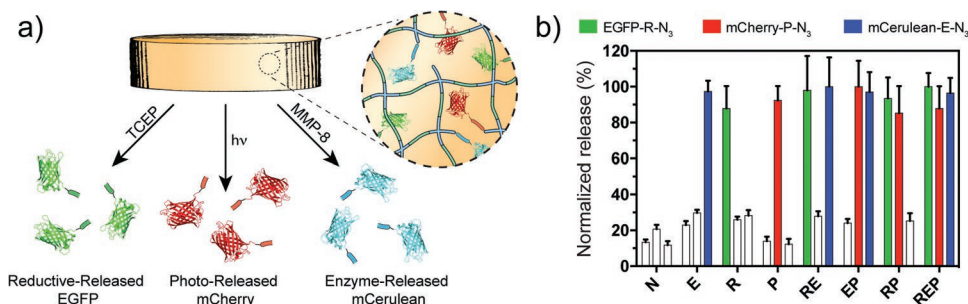 a)
TCEP
hν
MMP-8
Reductive-Released
EGFP
Photo-Released
mCherry
Enzyme-Released
mCerulean
b)
EGFP-R-N3
mCherry-P-N3
mCerulean-E-N3
Normalized release (%)
120
100
80
60
40
20
0
N
E
R
P
RE
EP
RP
REP